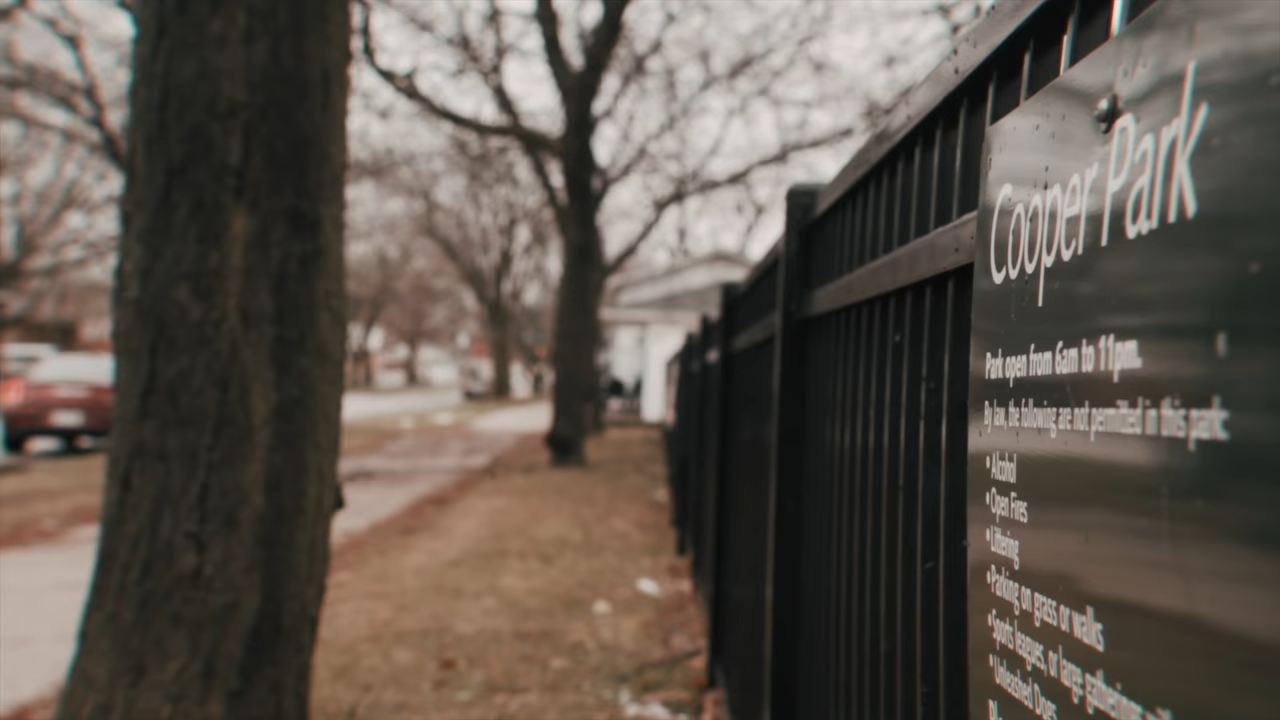 Cooper Park
Park open from 6am to 11pm.
By law, the following are not permitted in this park:
• Alcohol
• Open Fires
• Littering
• Parking on grass or walks
• Sports leagues, or large gatherings
• Unleashed Dogs